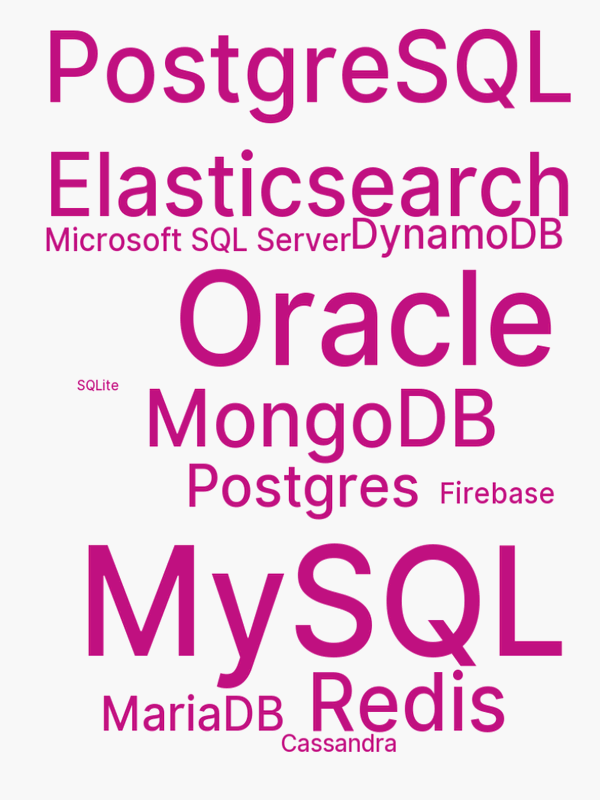 PostgreSQL
Elasticsearch
Microsoft SQL Server DynamoDB
Oracle
SQLite
MongoDB
Postgres Firebase
MySQL
MariaDB Redis
Cassandra